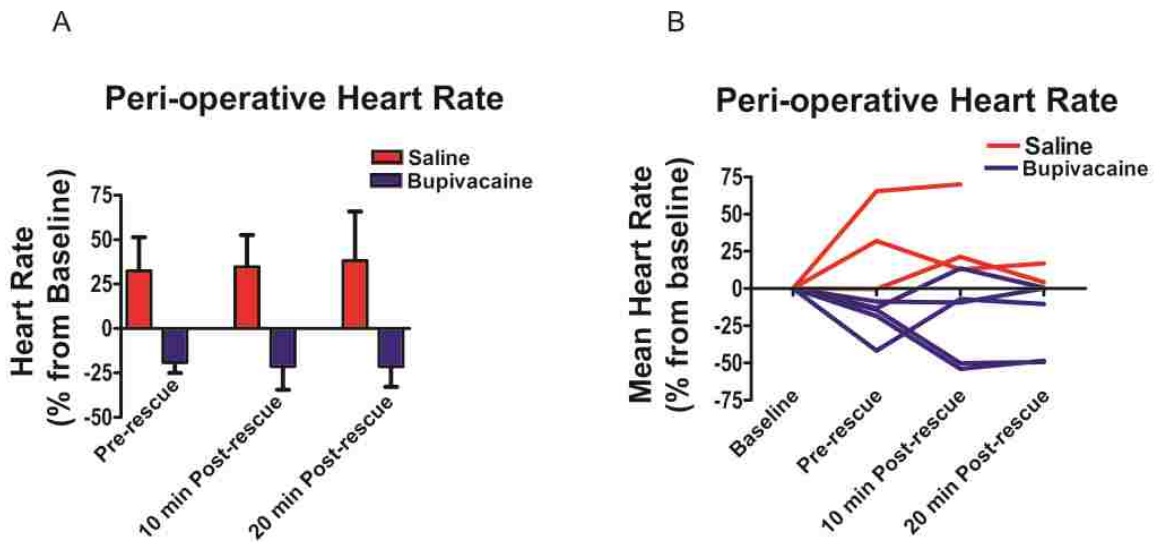 A
Peri-operative Heart Rate
Saline
Bupivacaine
Heart Rate
(% from Baseline)
75
50
25
0
-25
-50
Pre-rescue
10 min Post-rescue
20 min Post-rescue
B
Peri-operative Heart Rate
Saline
Bupivacaine
Mean Heart Rate
(% from baseline)
75
50
25
0
-25
-50
-75
Baseline
Pre-rescue
10 min Post-rescue
20 min Post-rescue